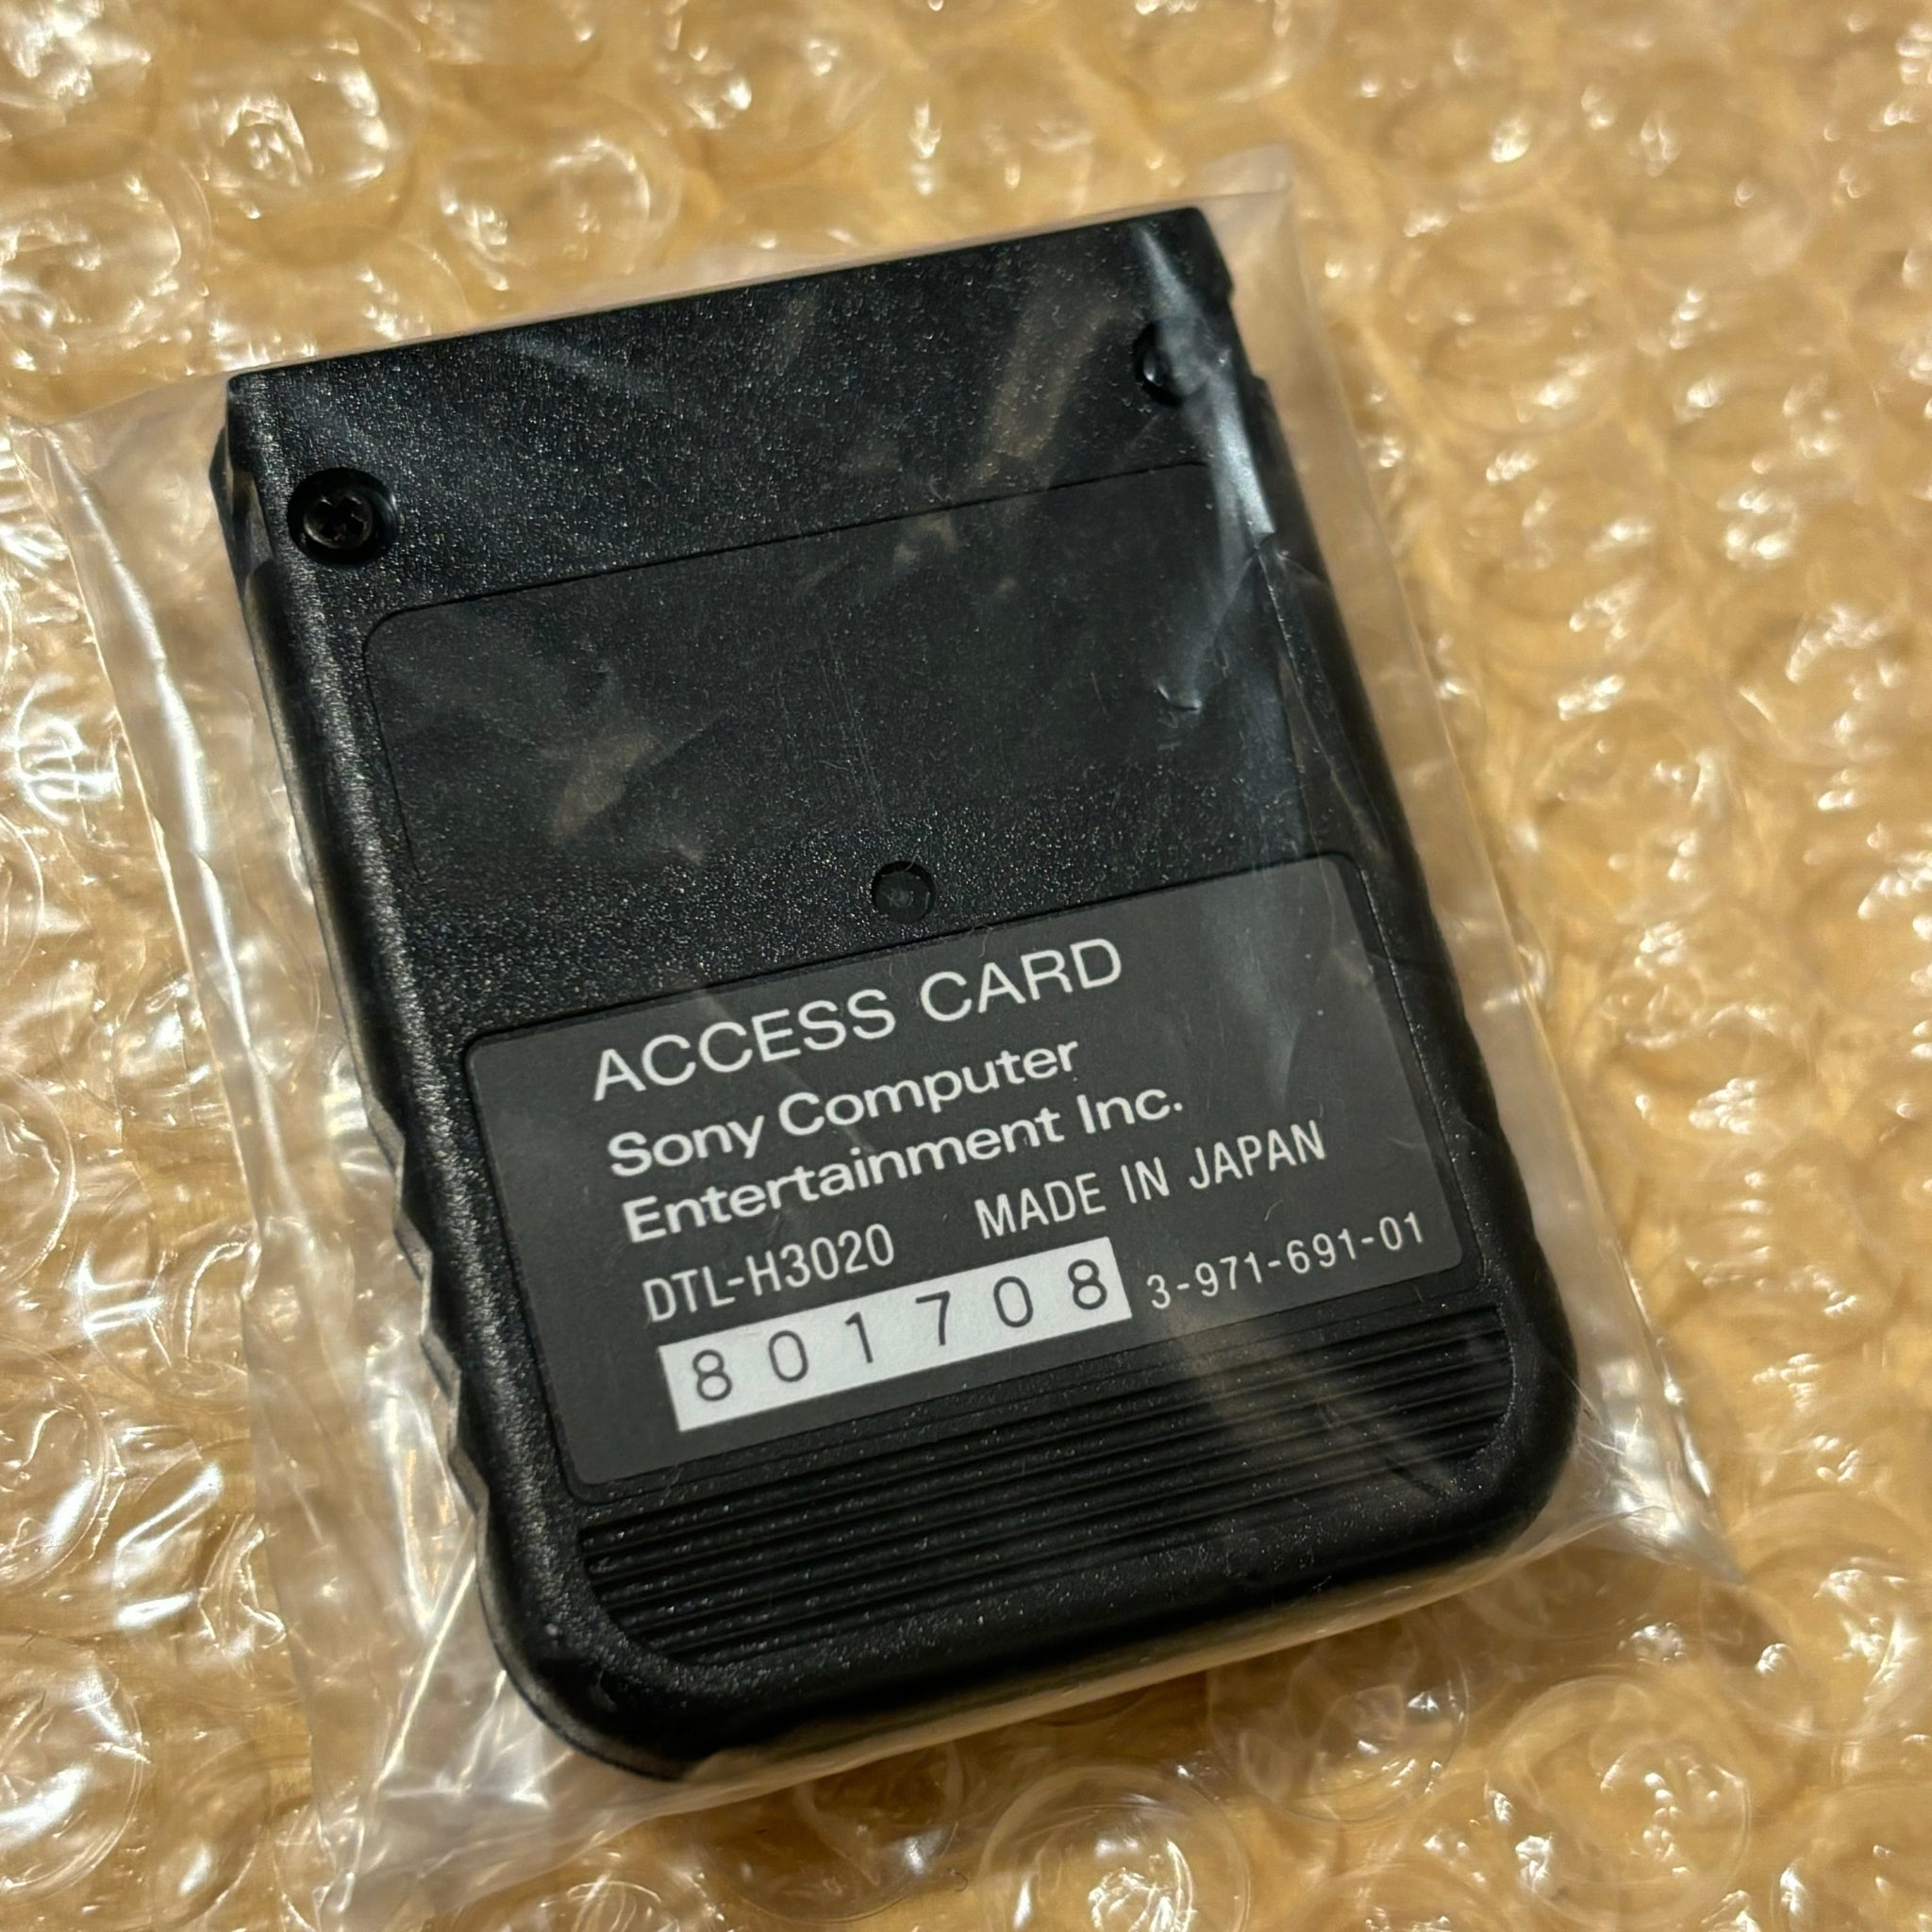 ACCESS CARD
Sony Computer
Entertainment Inc.
DTL-H3020 MADE IN JAPAN
801708 3-971-691-01